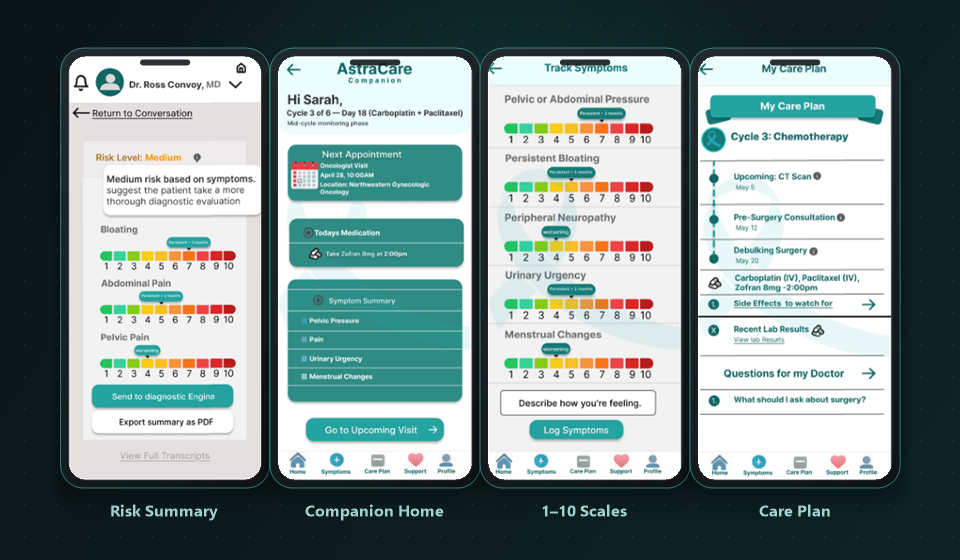 Dr. Ross Convoy, MD
Return to Conversation
Risk Level: Medium
Medium risk based on symptoms.
suggest the patient take a more
thorough diagnostic evaluation
Bloating
Persistent > 3 months
1 2 3 4 5 6 7 8 9 10
Abdominal Pain
Persistent > 3 months
1 2 3 4 5 6 7 8 9 10
Pelvic Pain
worsening
1 2 3 4 5 6 7 8 9 10
Send to diagnostic Engine
Export summary as PDF
View Full Transcripts
Risk Summary
AstraCare
Companion
Hi Sarah,
Cycle 3 of 6 — Day 18 (Carboplatin + Paclitaxel)
Mid-cycle monitoring phase
Next Appointment
Oncologist Visit
April 28, 10:00AM
Location: Northwestern Gynecologic
Oncology
Todays Medication
Take Zofran 8mg at 2:00pm
Symptom Summary
Pelvic Pressure
Pain
Urinary Urgency
Menstrual Changes
Go to Upcoming Visit
Home Symptoms Care Plan Support Profile
Companion Home
Track Symptoms
Pelvic or Abdominal Pressure
Persistent > 3 months
1 2 3 4 5 6 7 8 9 10
Persistent Bloating
Persistent > 3 months
1 2 3 4 5 6 7 8 9 10
Peripheral Neuropathy
worsening
1 2 3 4 5 6 7 8 9 10
Urinary Urgency
Persistent > 3 months
1 2 3 4 5 6 7 8 9 10
Menstrual Changes
worsening
1 2 3 4 5 6 7 8 9 10
Describe how you're feeling.
Log Symptoms
Home Symptoms Care Plan Support Profile
1–10 Scales
My Care Plan
My Care Plan
Cycle 3: Chemotherapy
Upcoming: CT Scan
May 5
Pre-Surgery Consultation
May 12
Debulking Surgery
May 20
Carboplatin (IV), Paclitaxel (IV),
Zofran 8mg -2:00pm
Side Effects to watch for
Recent Lab Results
View lab Results
Questions for my Doctor
What should I ask about surgery?
Home Symptoms Care Plan Support Profile
Care Plan